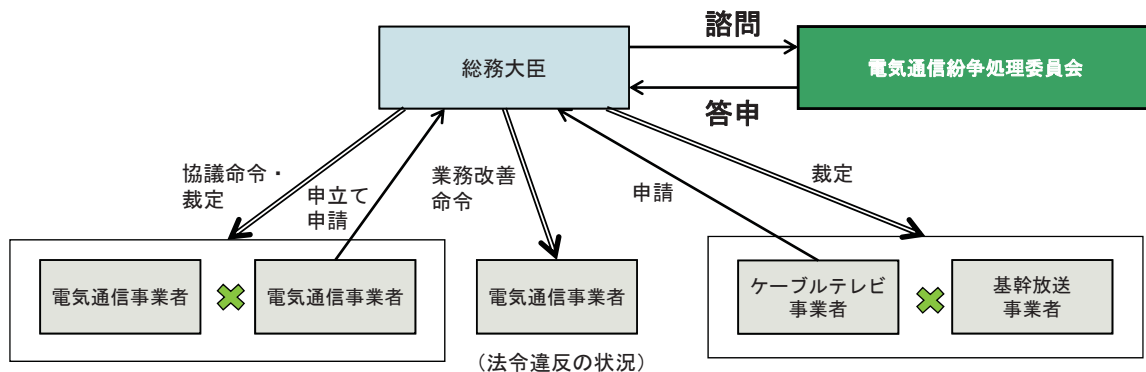 諮問
総務大臣
電気通信紛争処理委員会
答申
協議命令・
裁定
申立て
申請
業務改善
命令
申請
裁定
電気通信事業者
電気通信事業者
電気通信事業者
ケーブルテレビ
事業者
基幹放送
事業者
（法令違反の状況）